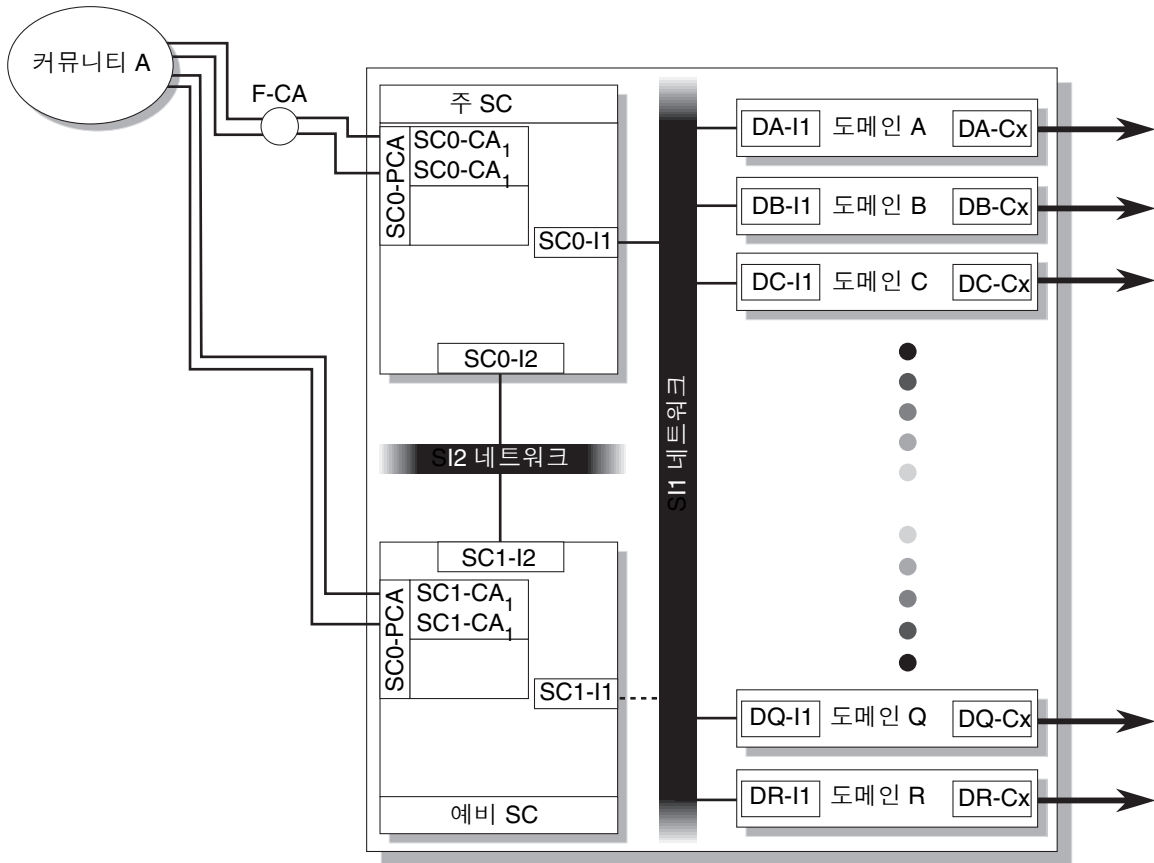 커뮤니티 A
F-CA
주 SC
SC0-PCA
SC0-CA1
SC0-CA1
SC0-I1
SC0-I2
SI2 네트워크
SC1-I2
SC0-PCA
SC1-CA1
SC1-CA1
SC1-I1
예비 SC
SI1 네트워크
DA-I1 도메인 A DA-Cx
DB-I1 도메인 B DB-Cx
DC-I1 도메인 C DC-Cx
DQ-I1 도메인 Q DQ-Cx
DR-I1 도메인 R DR-Cx